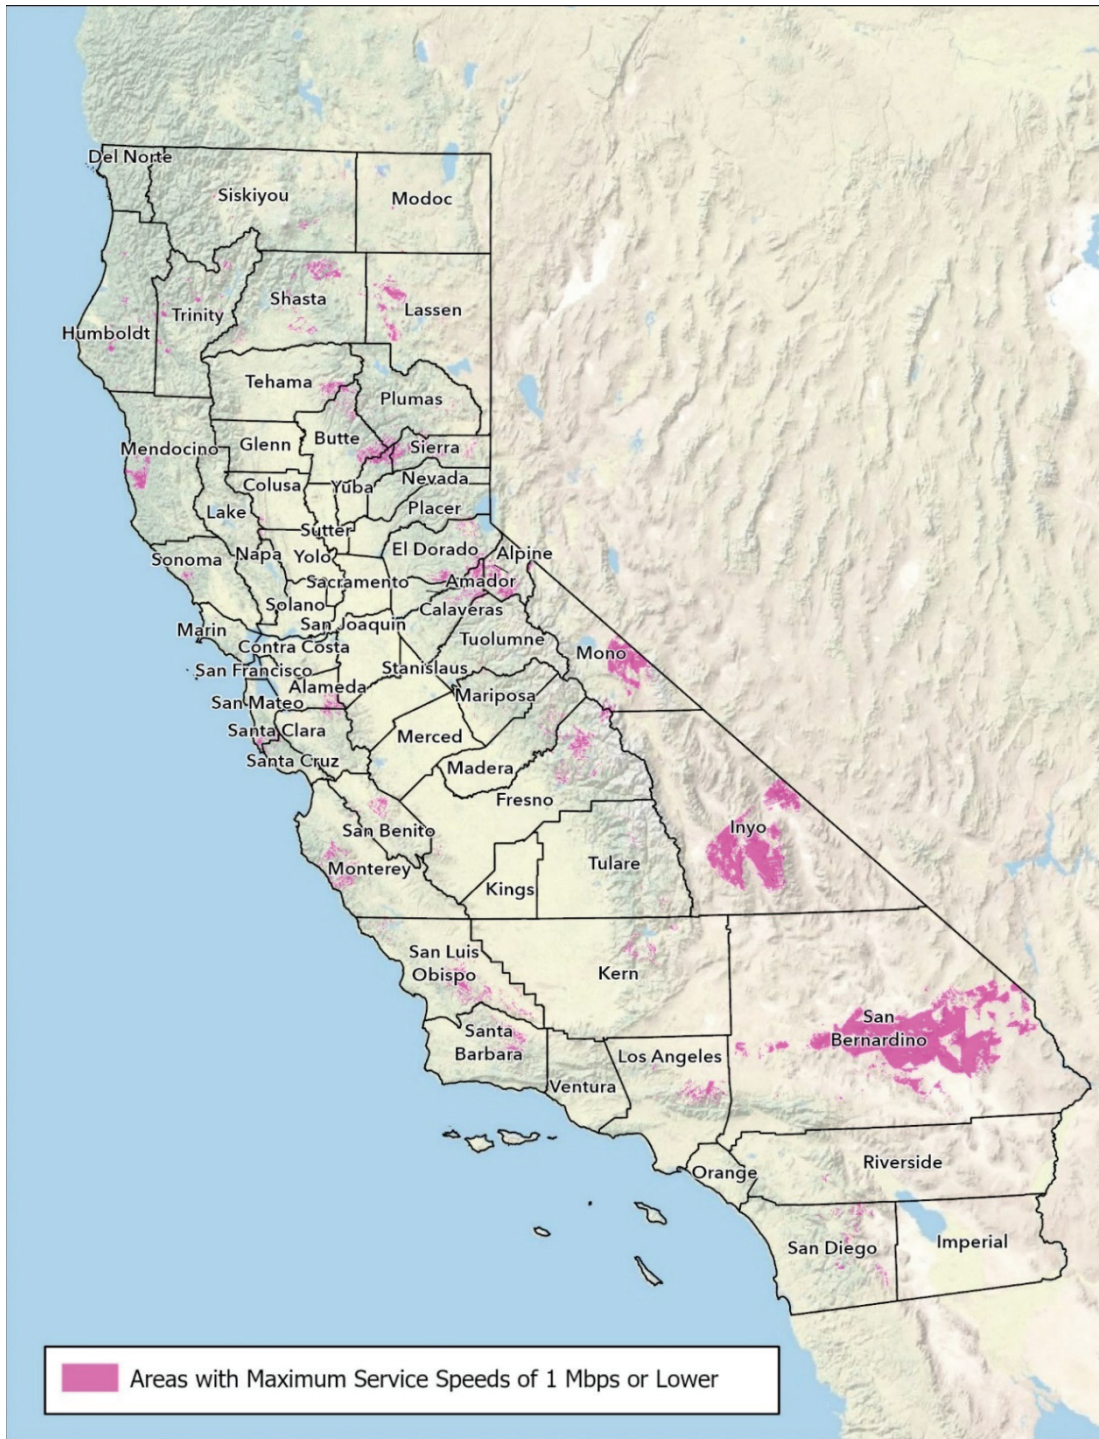 Del Norte
Siskiyou
Modoc
Shasta
Lassen
Trinity
Humboldt
Tehama
Plumas
Mendocino
Glenn
Butte
Sierra
Colusa
Yuba
Nevada
Lake
Placer
Sutter
Sonoma
Napa
Yolo
El Dorado
Alpine
Sacramento
Amador
Solano
Calaveras
Marin
San Joaquin
Tuolumne
Contra Costa
Mono
San Francisco
Stanislaus
Alameda
Mariposa
San Mateo
Santa Clara
Merced
Santa Cruz
Madera
Fresno
San Benito
Inyo
Monterey
Tulare
Kings
San Luis
Obispo
Kern
San
Bernardino
Santa
Barbara
Los Angeles
Ventura
Orange
Riverside
San Diego
Imperial
Areas with Maximum Service Speeds of 1 Mbps or Lower